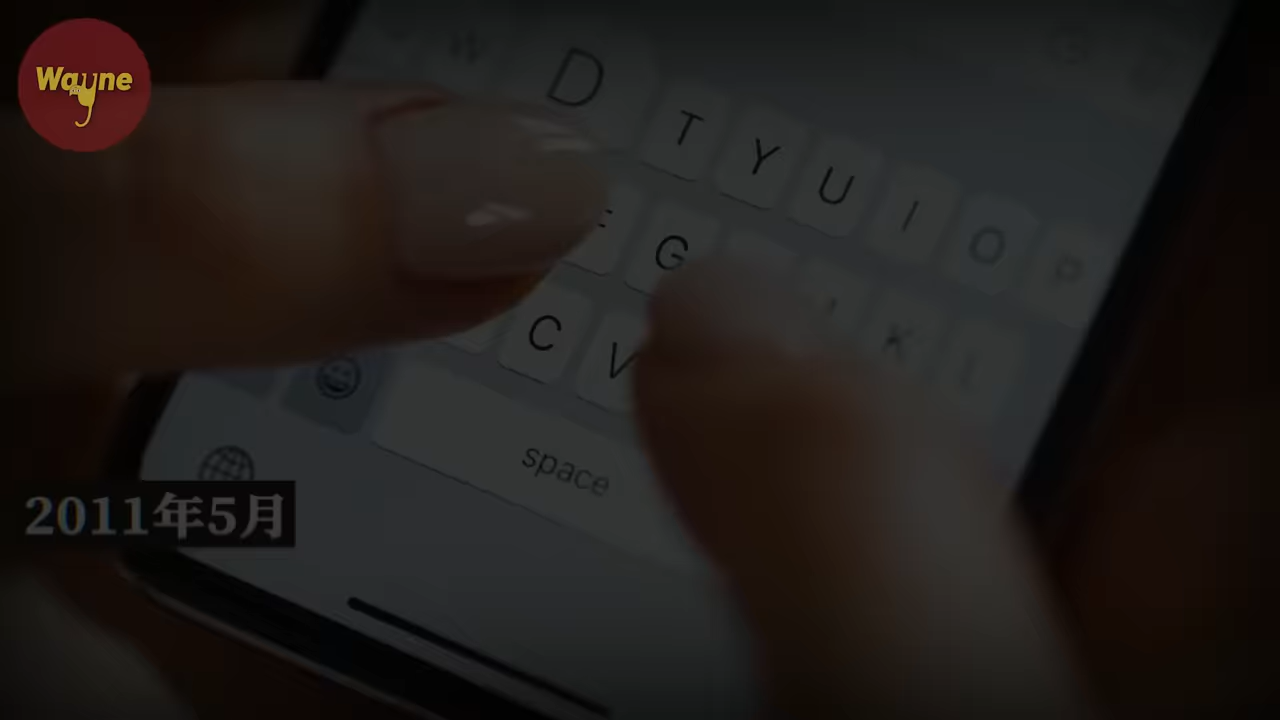 Wayne
W
D
T Y U I O P
F G K L
C V
space
2011年5月